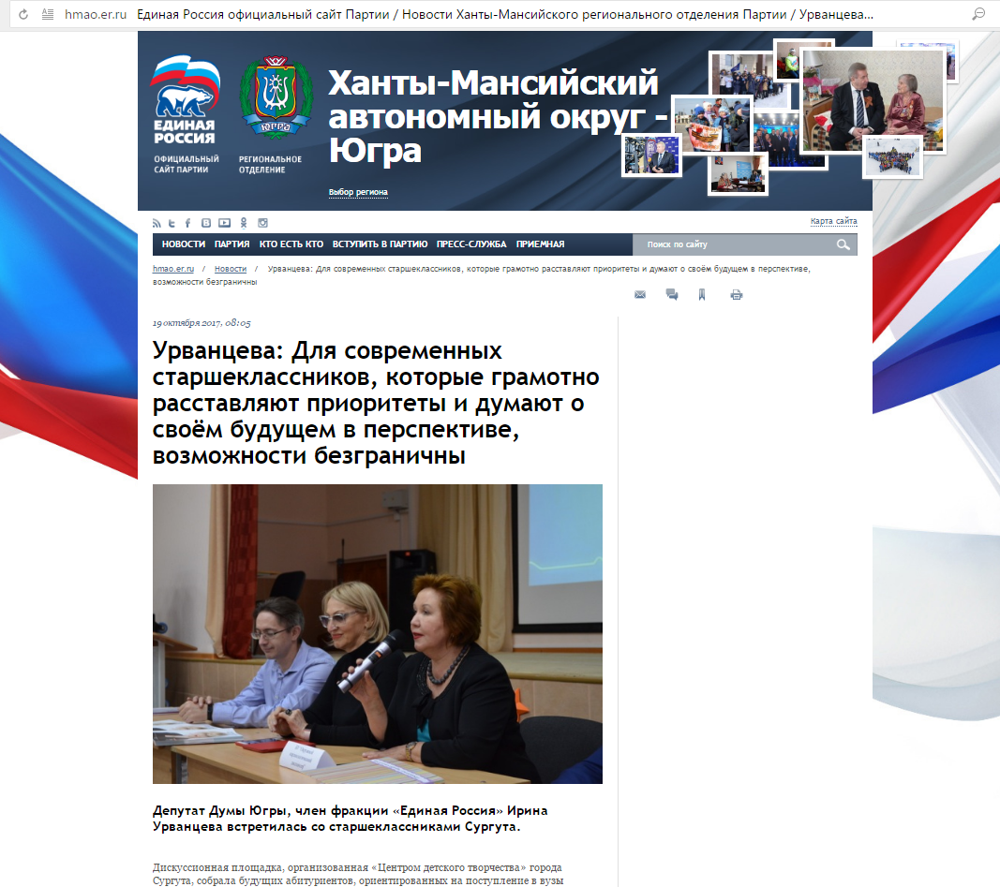 hmao.er.ru Единая Россия официальный сайт Партии / Новости Ханты-Мансийского регионального отделения Партии / Урванцева...
ЕДИНАЯ
РОССИЯ
ОФИЦИАЛЬНЫЙ
САЙТ ПАРТИИ
ЮГРА
РЕГИОНАЛЬНОЕ
ОТДЕЛЕНИЕ
Ханты-Мансийский
автономный округ -
Югра
Выбор региона
Карта сайта
НОВОСТИ ПАРТИЯ КТО ЕСТЬ КТО ВСТУПИТЬ В ПАРТИЮ ПРЕСС-СЛУЖБА ПРИЕМНАЯ Поиск по сайту
hmao.er.ru / Новости / Урванцева: Для современных старшеклассников, которые грамотно расставляют приоритеты и думают о своём будущем в перспективе,
возможности безграничны
19 октября 2017, 08:05
Урванцева: Для современных
старшеклассников, которые грамотно
расставляют приоритеты и думают о
своём будущем в перспективе,
возможности безграничны
Депутат Думы Югры, член фракции «Единая Россия» Ирина
Урванцева встретилась со старшеклассниками Сургута.
Дискуссионная площадка, организованная «Центром детского творчества» города
Сургута, собрала будущих абитуриентов, ориентированных на поступление в вузы